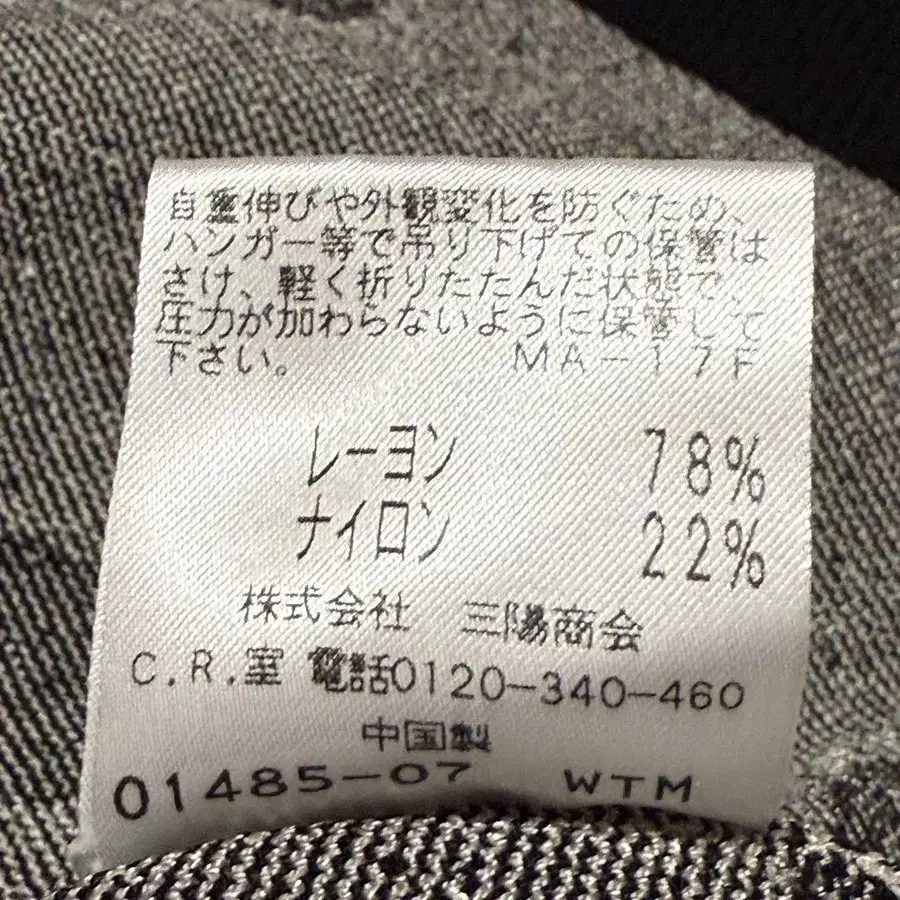 自重伸びや外観変化を防ぐため、
ハンガー等で吊り下げての保管は
さけ、軽く折りたたんだ状態で
圧力が加わらないように保管して
下さい。 MA-17F
レーヨン 78%
ナイロン 22%
株式会社 三陽商会
C.R.室 電話0120-340-460
中国製
01485-07 WTM